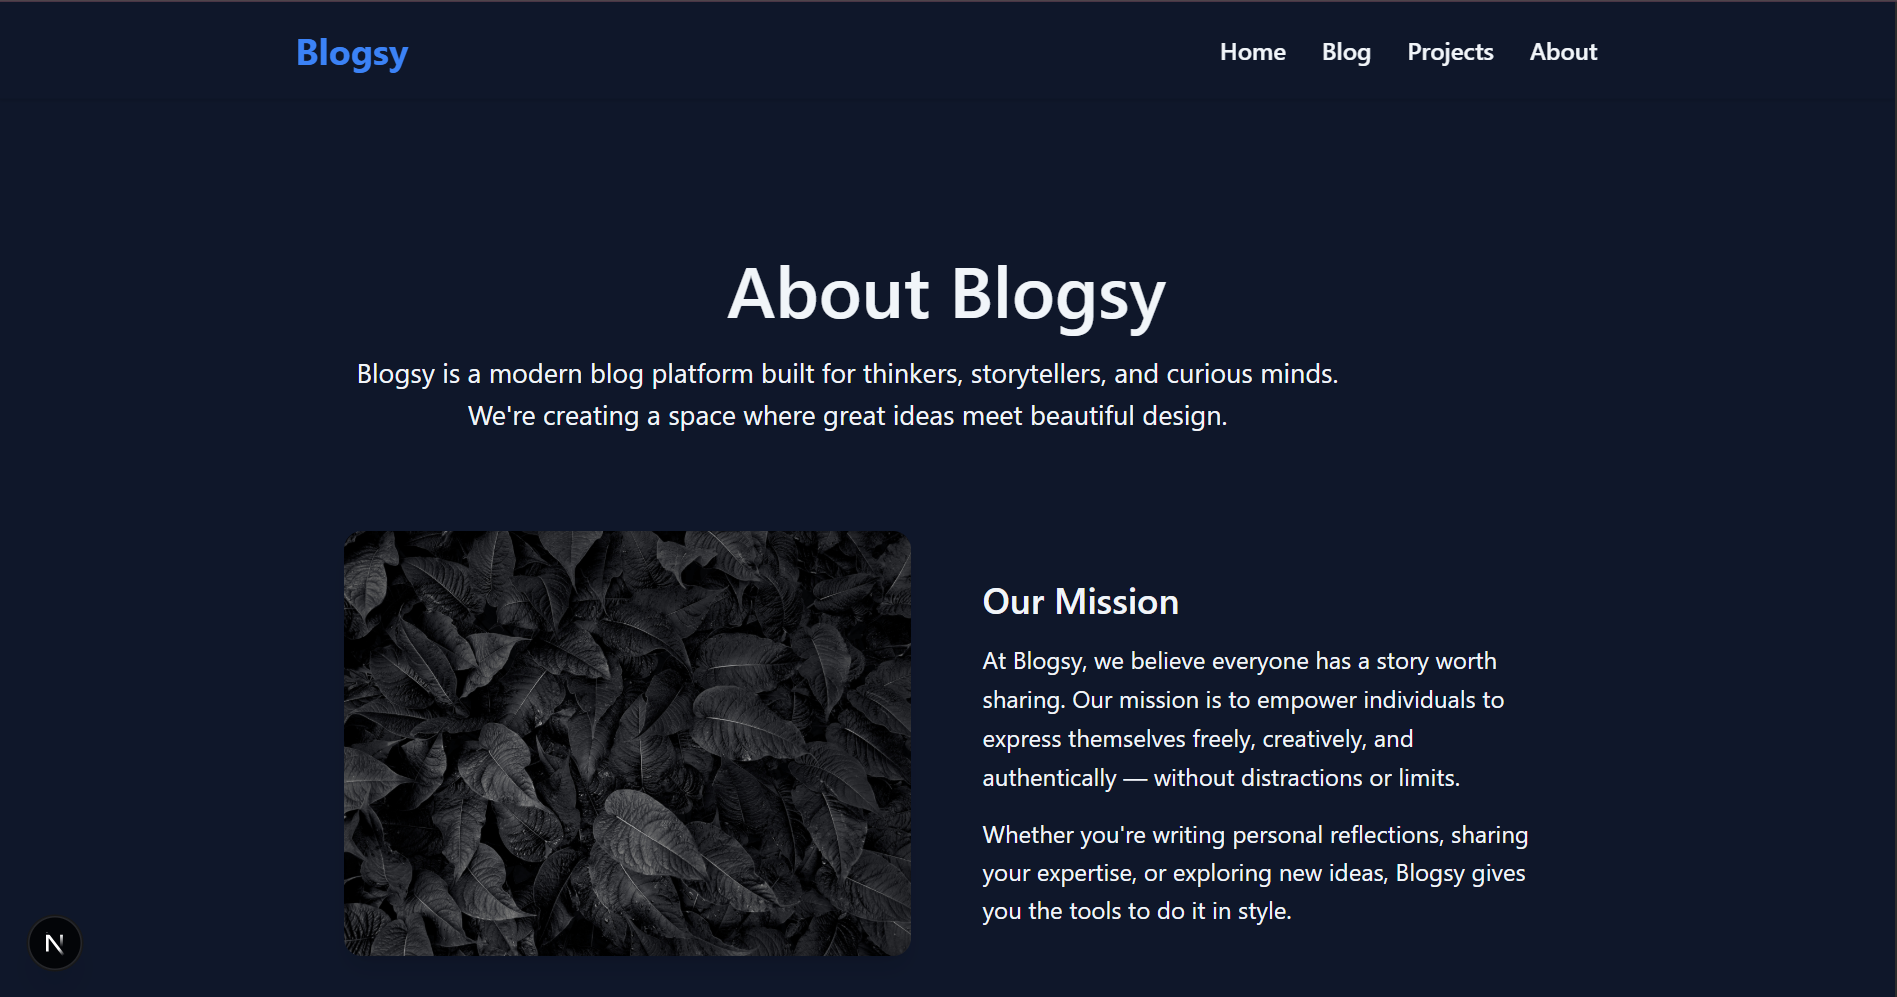 Blogsy
Home Blog Projects About
About Blogsy
Blogsy is a modern blog platform built for thinkers, storytellers, and curious minds.
We're creating a space where great ideas meet beautiful design.
Our Mission
At Blogsy, we believe everyone has a story worth
sharing. Our mission is to empower individuals to
express themselves freely, creatively, and
authentically — without distractions or limits.
Whether you're writing personal reflections, sharing
your expertise, or exploring new ideas, Blogsy gives
you the tools to do it in style.
N